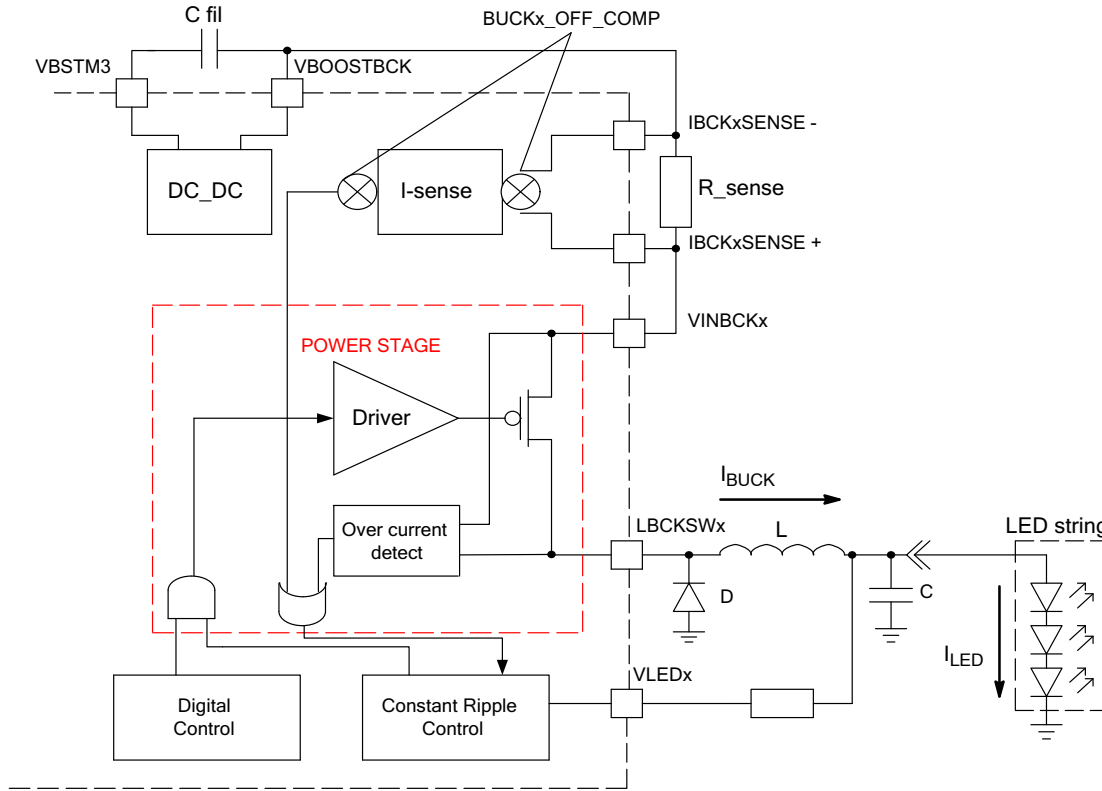 C fil
BUCKx_OFF_COMP
VBSTM3
VBOOSTBCK
IBCKxSENSE -
DC_DC
I-sense
R_sense
IBCKxSENSE +
VINBCKx
POWER STAGE
Driver
IBUCK
LBCKSWx
L
LED string
Over current
detect
D
C
ILED
VLEDx
Digital
Control
Constant Ripple
Control